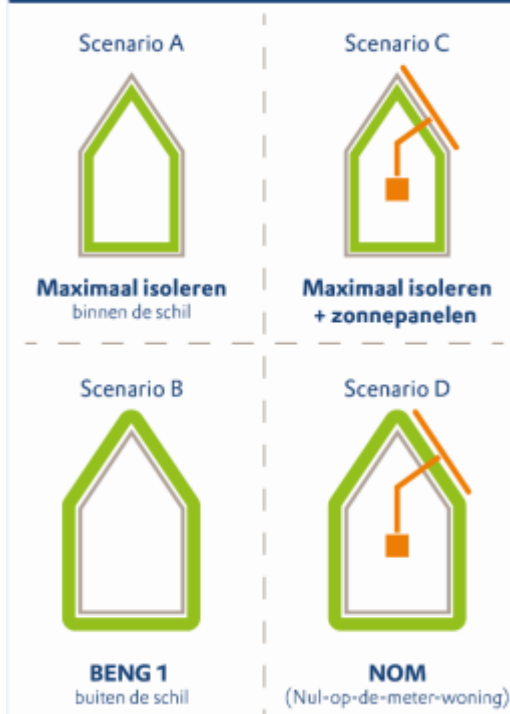 Scenario A
Maximaal isoleren
binnen de schil
Scenario C
Maximaal isoleren
+ zonnepanelen
Scenario B
BENG 1
buiten de schil
Scenario D
NOM
(Nul-op-de-meter-woning)